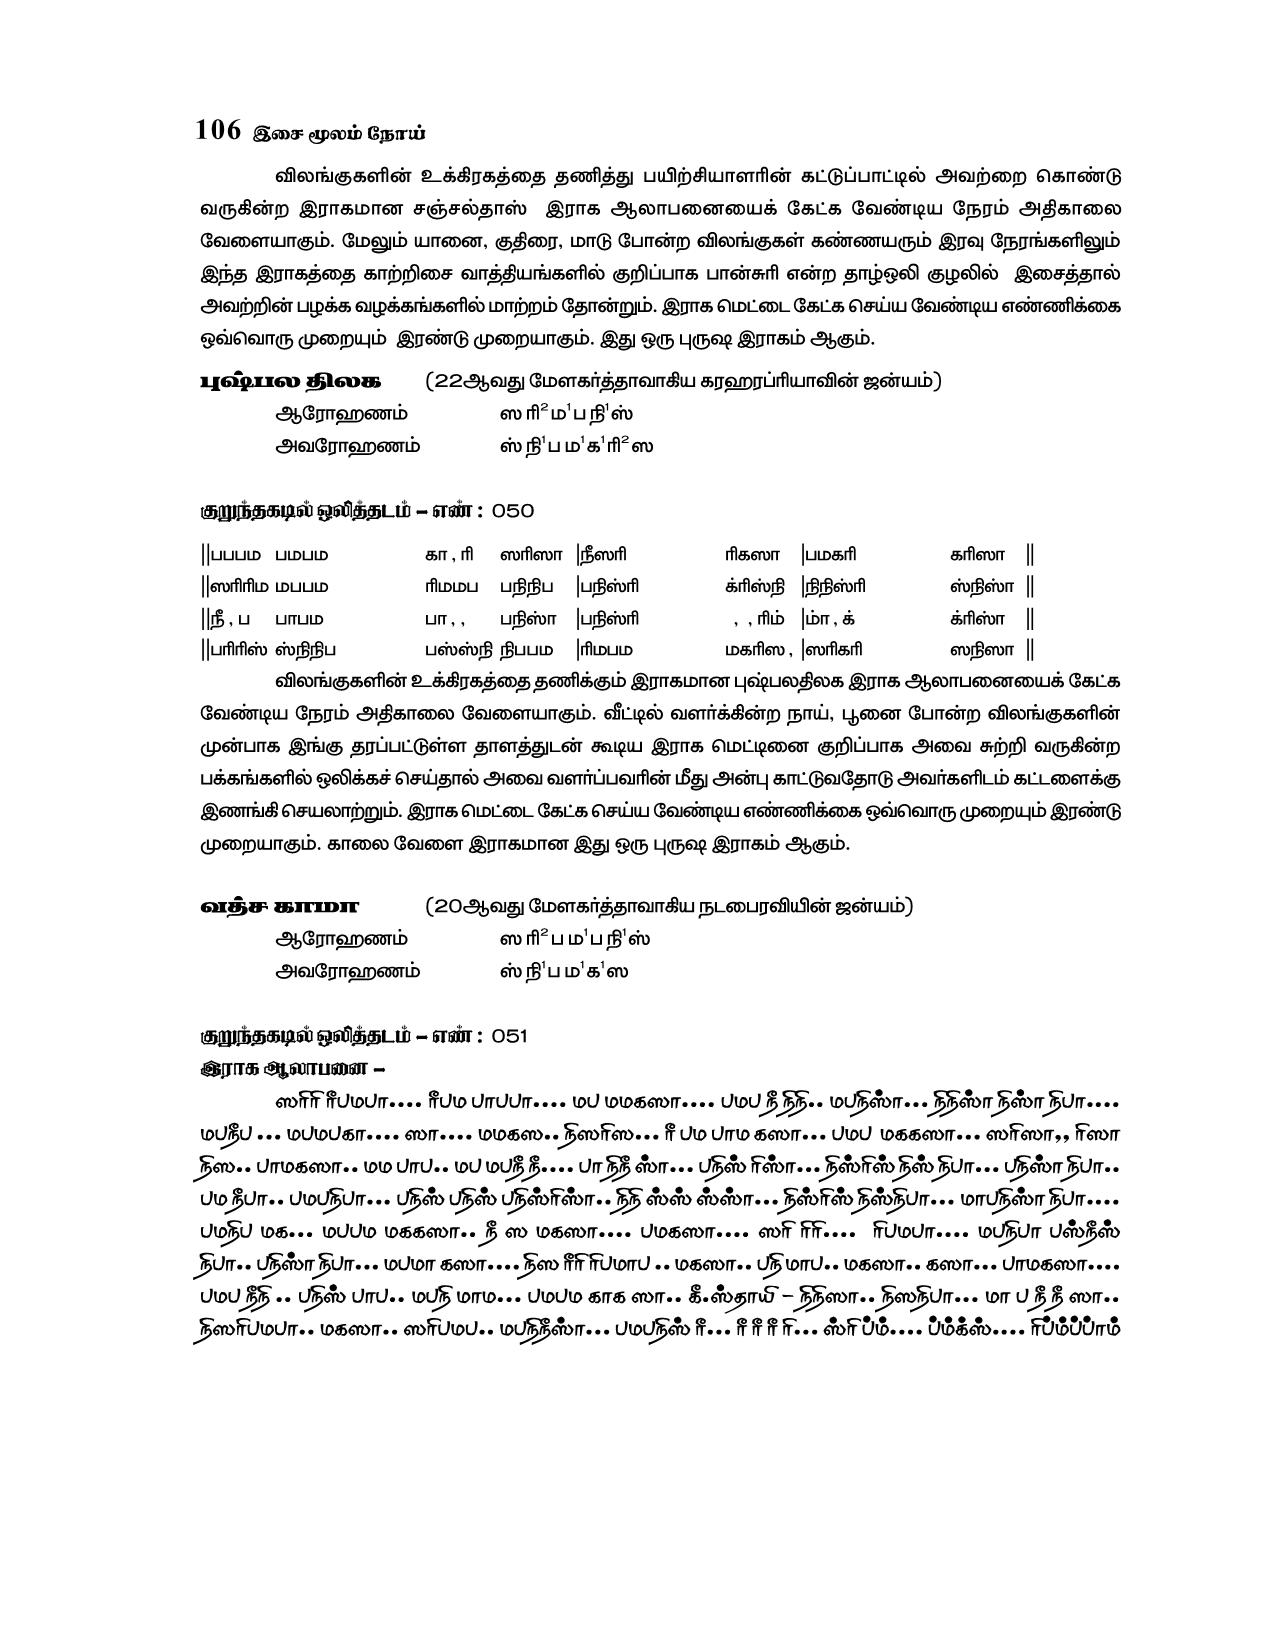 106 இசை மூலம் நோய்
விலங்குகளின் உக்கிரகத்தை தணித்து பயிற்சியாளரின் கட்டுப்பாட்டில் அவற்றை கொண்டு
வருகின்ற இராகமான சஞ்சல்தாஸ் இராக ஆலாபனையைக் கேட்க வேண்டிய நேரம் அதிகாலை
வேளையாகும். மேலும் யானை, குதிரை, மாடு போன்ற விலங்குகள் கண்ணயரும் இரவு நேரங்களிலும்
இந்த இராகத்தை காற்றிசை வாத்தியங்களில் குறிப்பாக பான்சுரி என்ற தாழ்ஒலி குழலில் இசைத்தால்
அவற்றின் பழக்க வழக்கங்களில் மாற்றம் தோன்றும். இராக மெட்டை கேட்க செய்ய வேண்டிய எண்ணிக்கை
ஒவ்வொரு முறையும் இரண்டு முறையாகும். இது ஒரு புருஷ இராகம் ஆகும்.
புஷ்பல திலக (22ஆவது மேளகர்த்தாவாகிய கரஹரப்ரியாவின் ஜன்யம்)
ஆரோஹணம் ஸ ரி² ம¹ ப நி¹ ஸ்
அவரோஹணம் ஸ் நி¹ ப ம¹ க¹ ரி² ஸ
குறுந்தகடில் ஒலித்தடம் – எண் : 050
||பபபம பமபம கா , ரி ஸரிஸா |நீஸரி ரிகஸா |பமகரி கரிஸா ||
||ஸரிரிம மபபம ரிமமப பநிநிப |பநிஸ்ரி க்ரிஸ்நி |நிநிஸ்ரி ஸ்நிஸ்ா ||
||நீ , ப பாபம பா , , பநிஸ்ா |பநிஸ்ரி , , ரிம் |ம்ா , க் க்ரிஸ்ா ||
||பரிரிஸ் ஸ்நிநிப பஸ்ஸ்நி நிபபம |ரிமபம மகரிஸ , |ஸரிகரி ஸநிஸா ||
விலங்குகளின் உக்கிரகத்தை தணிக்கும் இராகமான புஷ்பலதிலக இராக ஆலாபனையைக் கேட்க
வேண்டிய நேரம் அதிகாலை வேளையாகும். வீட்டில் வளர்க்கின்ற நாய், பூனை போன்ற விலங்குகளின்
முன்பாக இங்கு தரப்பட்டுள்ள தாளத்துடன் கூடிய இராக மெட்டினை குறிப்பாக அவை சுற்றி வருகின்ற
பக்கங்களில் ஒலிக்கச் செய்தால் அவை வளர்ப்பவரின் மீது அன்பு காட்டுவதோடு அவர்களிடம் கட்டளைக்கு
இணங்கி செயலாற்றும். இராக மெட்டை கேட்க செய்ய வேண்டிய எண்ணிக்கை ஒவ்வொரு முறையும் இரண்டு
முறையாகும். காலை வேளை இராகமான இது ஒரு புருஷ இராகம் ஆகும்.
வத்ச காமா (20ஆவது மேளகர்த்தாவாகிய நடபைரவியின் ஜன்யம்)
ஆரோஹணம் ஸ ரி² ப ம¹ ப நி¹ ஸ்
அவரோஹணம் ஸ் நி¹ ப ம¹ க¹ ஸ
குறுந்தகடில் ஒலித்தடம் – எண் : 051
இராக ஆலாபனை –
ஸரிரி ரீபமபா.... ரீபம பாபபா.... மப மமகஸா.... பமப நீ நிநி.. மபநிஸ்ா... நிநிஸ்ா நிஸ்ா நிபா....
மபநீப ... மபமபகா.... ஸா.... மமகஸ.. நிஸரிஸ... ரீ பம பாம கஸா... பமப மககஸா... ஸரிஸா,, ரிஸா
நிஸ.. பாமகஸா.. மம பாப.. மப மபநீ நீ.... பா நிநீ ஸ்ா... பநிஸ் ரிஸ்ா... நிஸ்ரிஸ் நிஸ் நிபா... பநிஸ்ா நிபா..
பம நீபா.. பமபநிபா... பநிஸ் பநிஸ் பநிஸ்ரிஸ்ா.. நிநி ஸ்ஸ் ஸ்ஸ்ா... நிஸ்ரிஸ் நிஸ்நிபா... மாபநிஸ்ா நிபா....
பமநிப மக... மபபம மககஸா.. நீ ஸ மகஸா.... பமகஸா.... ஸரி ரிரி.... ரிபமபா.... மபநிபா பஸ்நீஸ்
நிபா.. பநிஸ்ா நிபா... மபமா கஸா.... நிஸ ரீரிரிபமாப .. மகஸா.. பநி மாப.. மகஸா.. கஸா... பாமகஸா....
பமப நீநி .. பநிஸ் பாப.. மபநி மாம... பமபம காக ஸா.. கீ.ஸ்தாயி – நிநிஸா.. நிஸநிபா... மா ப நீ நீ ஸா..
நிஸரிபமபா.. மகஸா.. ஸரிபமப.. மபநிநீஸ்ா... பமபநிஸ் ரீ... ரீ ரீ ரீ ரி... ஸ்ரி ப்ம்.... ப்ம்க்ஸ்.... ரிப்ம்ப்ப்ாம்